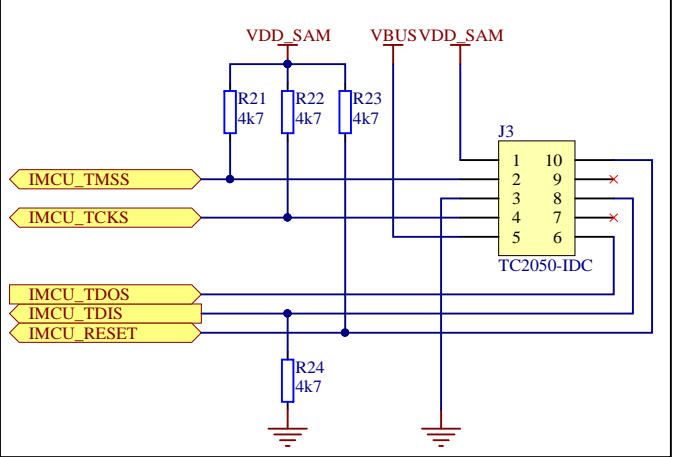 VDD_SAM
VBUS VDD_SAM
R21 R22 R23
4k7 4k7 4k7
J3
IMCU_TMSS
IMCU_TCKS
1 10
2 9
3 8
4 7
5 6
TC2050-IDC
IMCU_TDOS
IMCU_TDIS
IMCU_RESET
R24
4k7